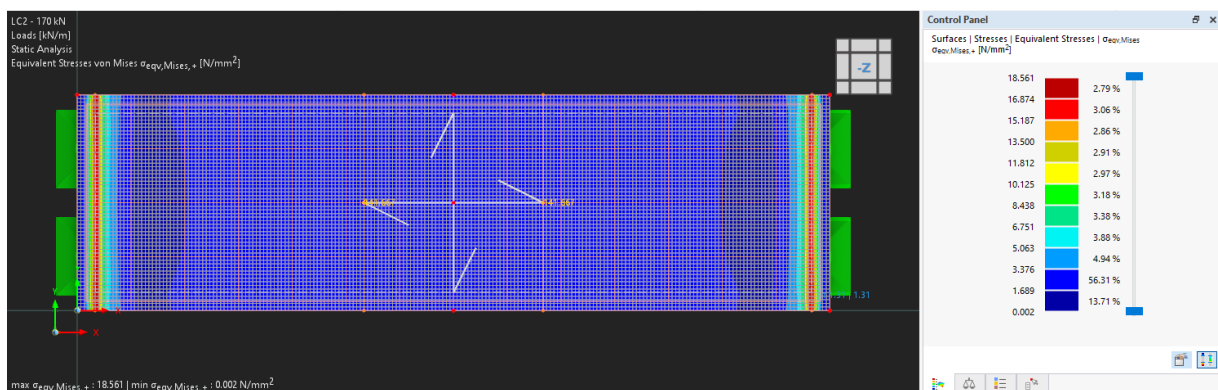 LC2 - 170 kN
Loads [kN/m]
Static Analysis
Equivalent Stresses von Mises σeqv,Mises,+ [N/mm²]
-Z
141.667
Y
X
max σeqv,Mises,+ : 18.561 | min σeqv,Mises,+ : 0.002 N/mm²
Control Panel
Surfaces | Stresses | Equivalent Stresses | σeqv,Mises
σeqv,Mises,+ [N/mm²]
18.561
2.79 %
16.874
3.06 %
15.187
2.86 %
13.500
2.91 %
11.812
2.97 %
10.125
3.18 %
8.438
3.38 %
6.751
3.88 %
5.063
4.94 %
3.376
56.31 %
1.689
13.71 %
0.002